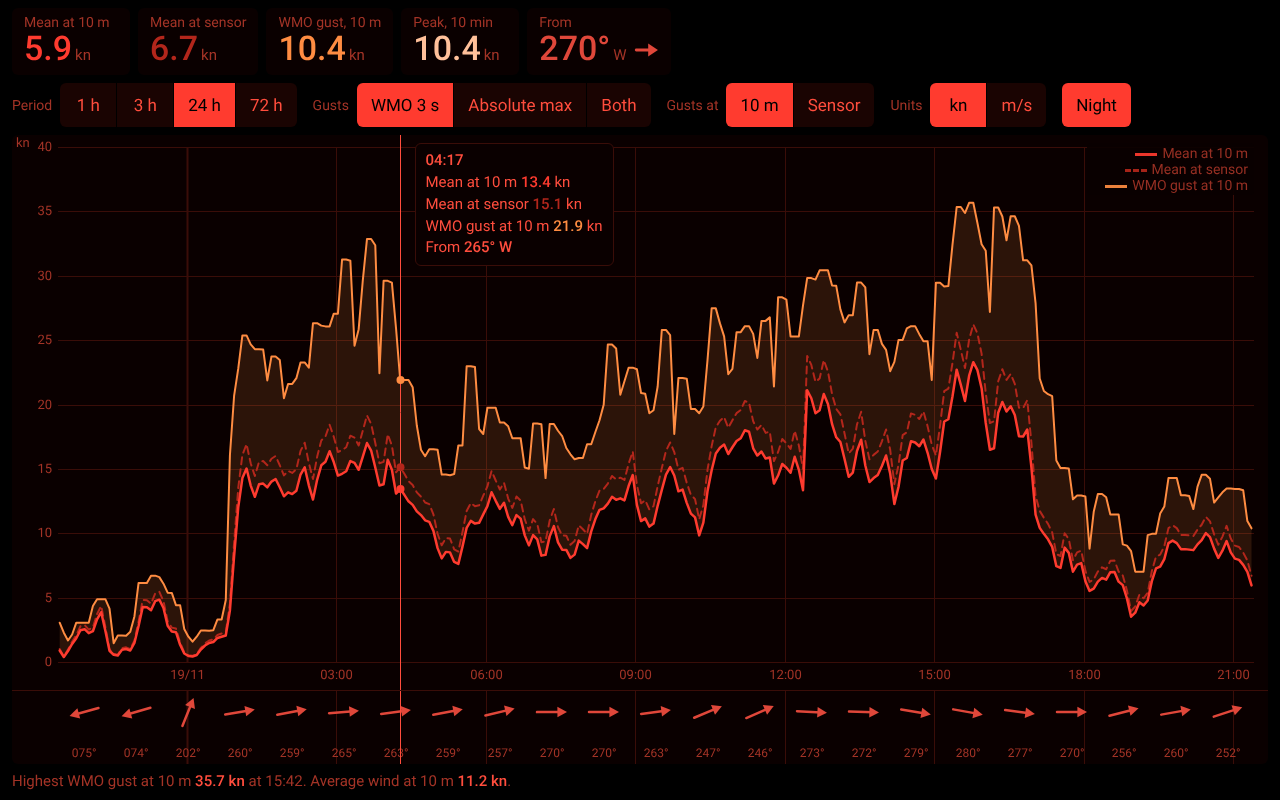 Mean at 10 m
5.9 kn
Mean at sensor
6.7 kn
WMO gust, 10 m
10.4 kn
Peak, 10 min
10.4 kn
From
270° W →
Period 1 h 3 h 24 h 72 h Gusts WMO 3 s Absolute max Both Gusts at 10 m Sensor Units kn m/s Night
kn
40
35
30
25
20
15
10
5
0
04:17
Mean at 10 m 13.4 kn
Mean at sensor 15.1 kn
WMO gust at 10 m 21.9 kn
From 265° W
Mean at 10 m
Mean at sensor
WMO gust at 10 m
19/11 03:00 06:00 09:00 12:00 15:00 18:00 21:00
075° 074° 202° 260° 259° 265° 263° 259° 257° 270° 270° 263° 247° 246° 273° 272° 279° 280° 277° 270° 256° 260° 252°
Highest WMO gust at 10 m 35.7 kn at 15:42. Average wind at 10 m 11.2 kn.